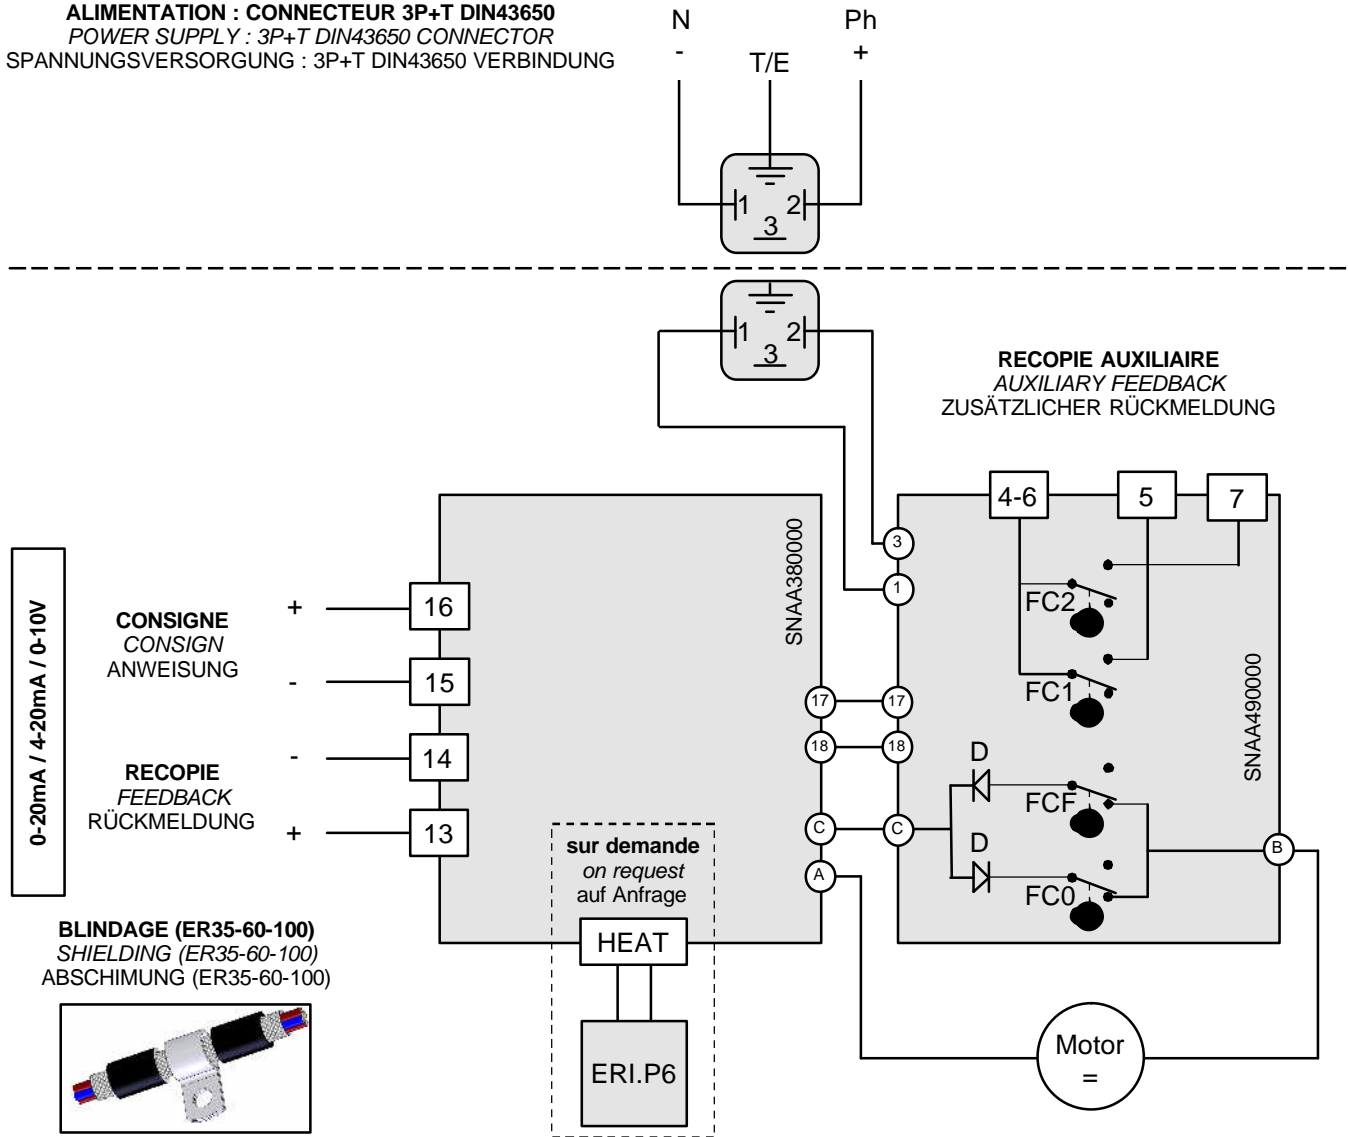 ALIMENTATION : CONNECTEUR 3P+T DIN43650
POWER SUPPLY : 3P+T DIN43650 CONNECTOR
SPANNUNGSVERSORGUNG : 3P+T DIN43650 VERBINDUNG
N
-
T/E
Ph
+
1
2
3
1
2
3
RECOPIE AUXILIAIRE
AUXILIARY FEEDBACK
ZUSÄTZLICHER RÜCKMELDUNG
4-6
5
7
3
1
FC2
FC1
SNAA380000
SNAA490000
0-20mA / 4-20mA / 0-10V
CONSIGNE
CONSIGN
ANWEISUNG
+
16
-
15
RECOPIE
FEEDBACK
RÜCKMELDUNG
-
14
+
13
17
17
18
18
C
C
A
B
D
FCF
D
FC0
sur demande
on request
auf Anfrage
HEAT
ERI.P6
BLINDAGE (ER35-60-100)
SHIELDING (ER35-60-100)
ABSCHIMUNG (ER35-60-100)
Motor
=